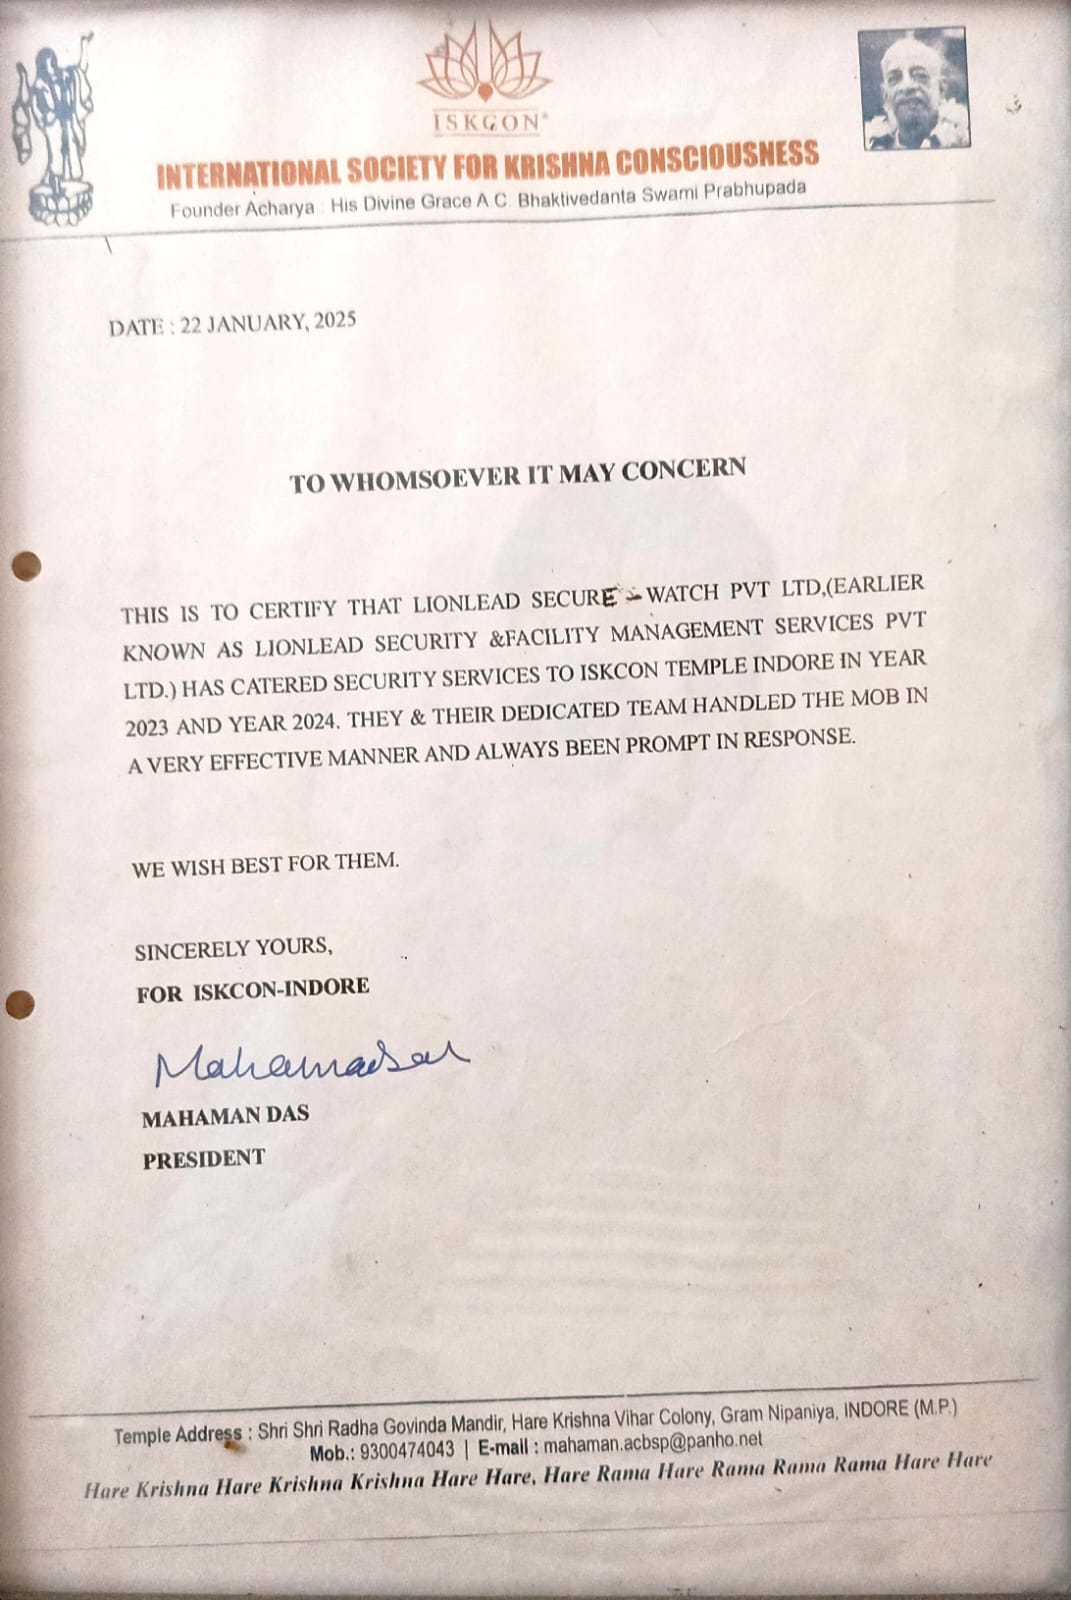 ISKCON®
INTERNATIONAL SOCIETY FOR KRISHNA CONSCIOUSNESS
Founder Acharya : His Divine Grace A.C. Bhaktivedanta Swami Prabhupada
DATE : 22 JANUARY, 2025
TO WHOMSOEVER IT MAY CONCERN
THIS IS TO CERTIFY THAT LIONLEAD SECURE - WATCH PVT LTD,(EARLIER
KNOWN AS LIONLEAD SECURITY &FACILITY MANAGEMENT SERVICES PVT
LTD.) HAS CATERED SECURITY SERVICES TO ISKCON TEMPLE INDORE IN YEAR
2023 AND YEAR 2024. THEY & THEIR DEDICATED TEAM HANDLED THE MOB IN
A VERY EFFECTIVE MANNER AND ALWAYS BEEN PROMPT IN RESPONSE.
WE WISH BEST FOR THEM.
SINCERELY YOURS,
FOR ISKCON-INDORE
Mahamadas
MAHAMAN DAS
PRESIDENT
Temple Address : Shri Shri Radha Govinda Mandir, Hare Krishna Vihar Colony, Gram Nipaniya, INDORE (M.P.)
Mob.: 9300474043 | E-mail : mahaman.acbsp@panho.net
Hare Krishna Hare Krishna Krishna Krishna Hare Hare, Hare Rama Hare Rama Rama Rama Hare Hare